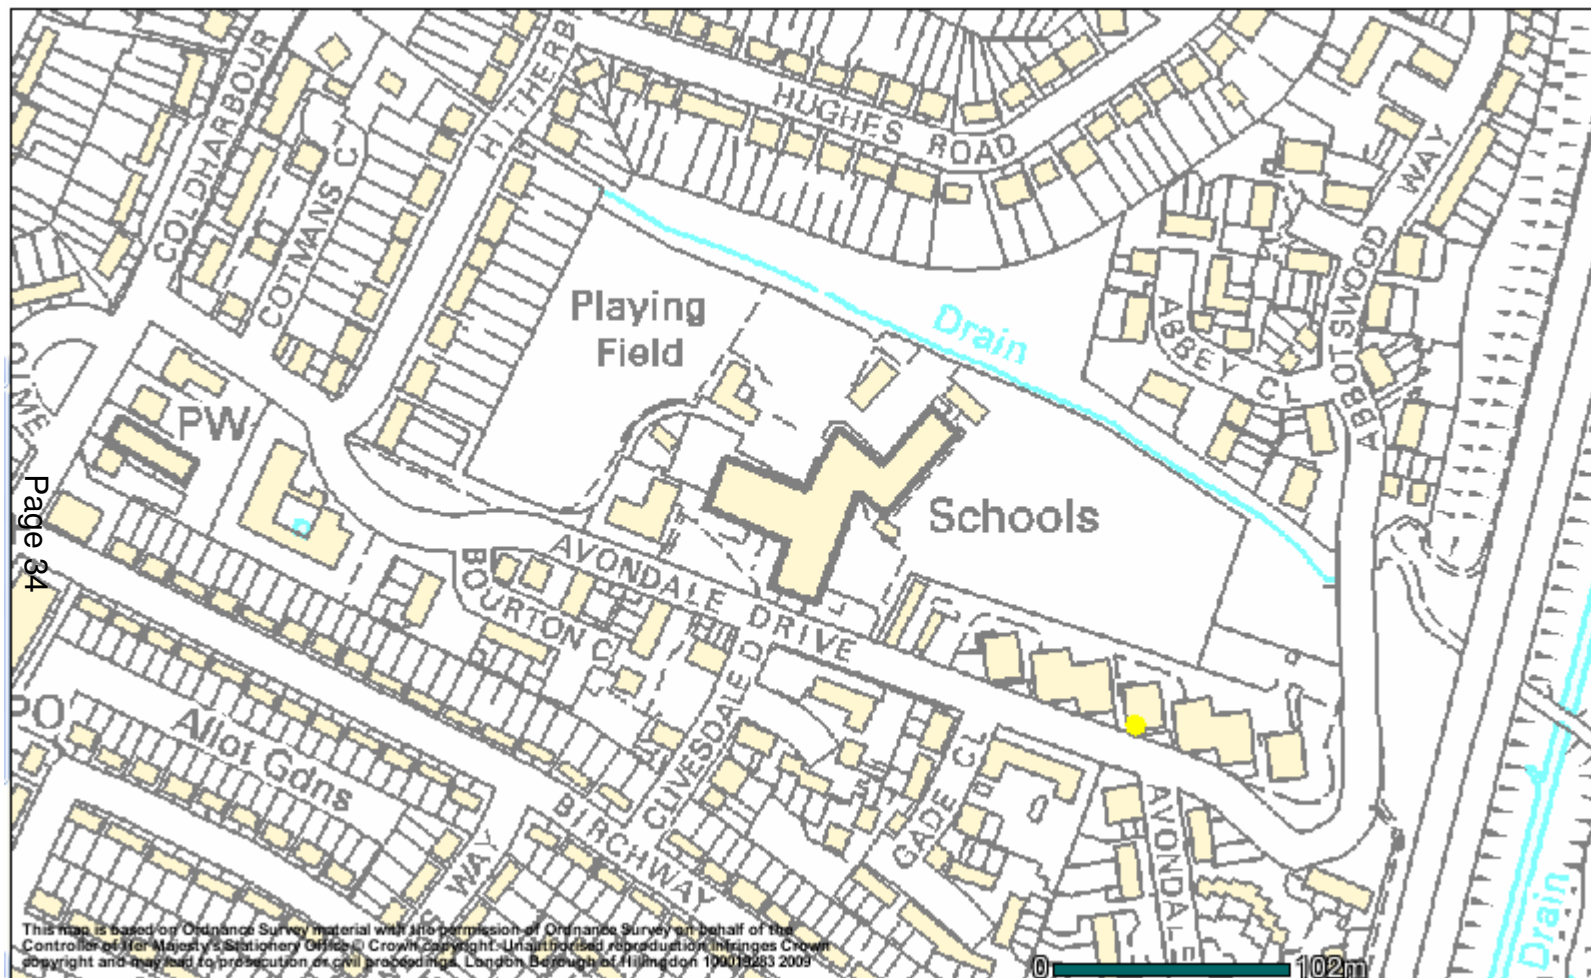 COLDHARBOUR
COTMANS C
HITHERB
HUGHES ROAD
Playing
Field
Drain
ABBEY CL
ABBOTSWOOD WAY
PW
Schools
AVONDALE DRIVE
BOURTON C
CLIVESDALE D
GADE CL
AVONDALE
BIRCHWAY
WAY
PO
Allot Gdns
Drain
Page 34
This map is based on Ordnance Survey material with the permission of Ordnance Survey on behalf of the
Controller of Her Majesty's Stationery Office © Crown copyright. Unauthorised reproduction infringes Crown
copyright and may lead to prosecution or civil proceedings. London Borough of Hillingdon 100019283 2009
0 102m